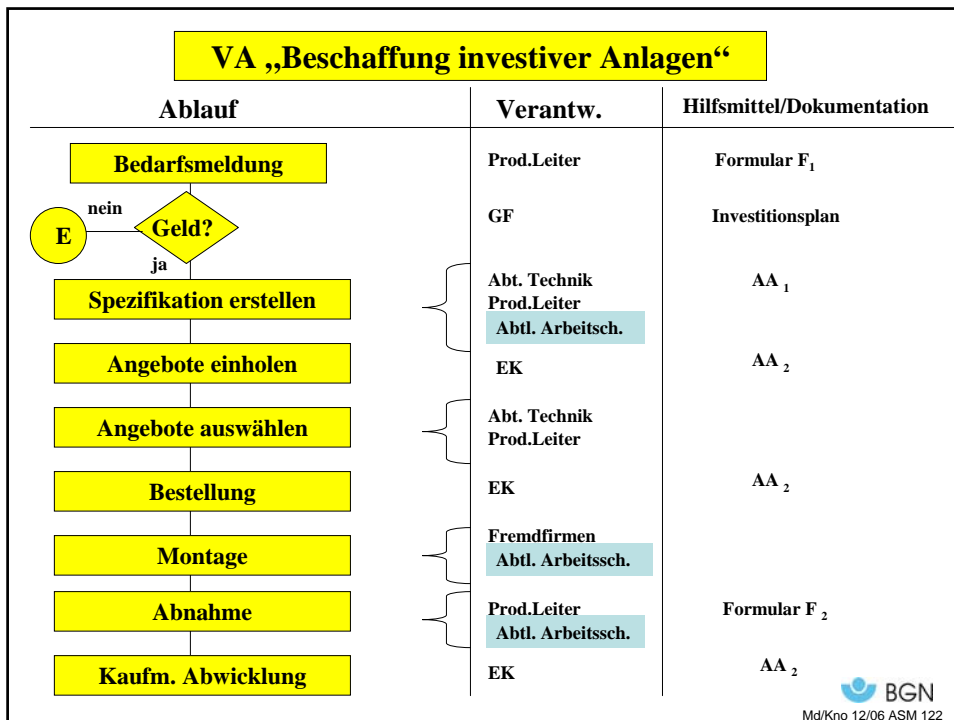 VA „Beschaffung investiver Anlagen“
Ablauf Verantw. Hilfsmittel/Dokumentation
Bedarfsmeldung Prod.Leiter Formular F1
nein
E Geld? GF Investitionsplan
ja
Spezifikation erstellen Abt. Technik AA 1
Prod.Leiter
Abtl. Arbeitsch.
Angebote einholen EK AA 2
Angebote auswählen Abt. Technik
Prod.Leiter
Bestellung EK AA 2
Montage Fremdfirmen
Abtl. Arbeitssch.
Abnahme Prod.Leiter Formular F 2
Abtl. Arbeitssch.
Kaufm. Abwicklung EK AA 2
BGN
Md/Kno 12/06 ASM 122